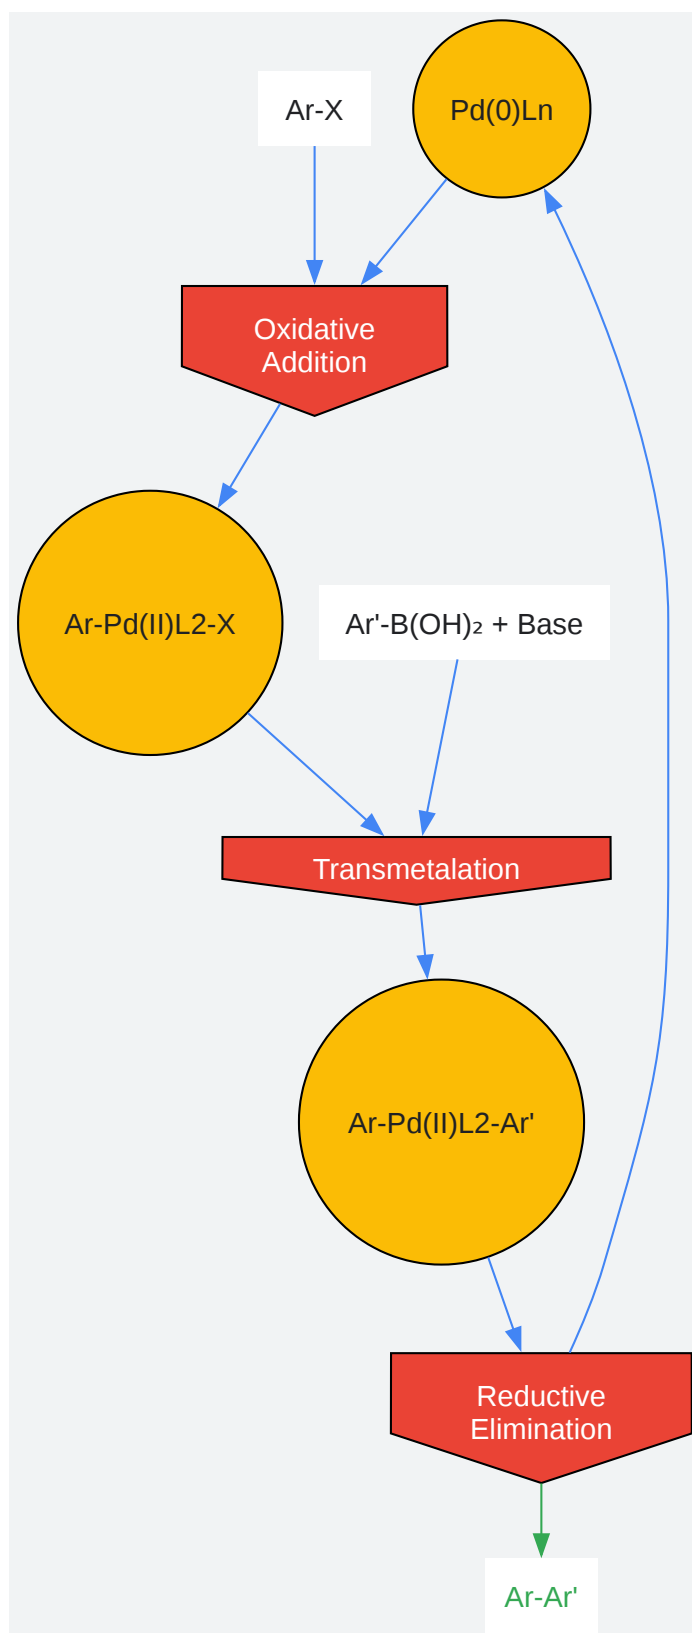 Ar-X
Pd(0)Ln
Oxidative
Addition
Ar-Pd(II)L2-X
Ar'-B(OH)₂ + Base
Transmetalation
Ar-Pd(II)L2-Ar'
Reductive
Elimination
Ar-Ar'